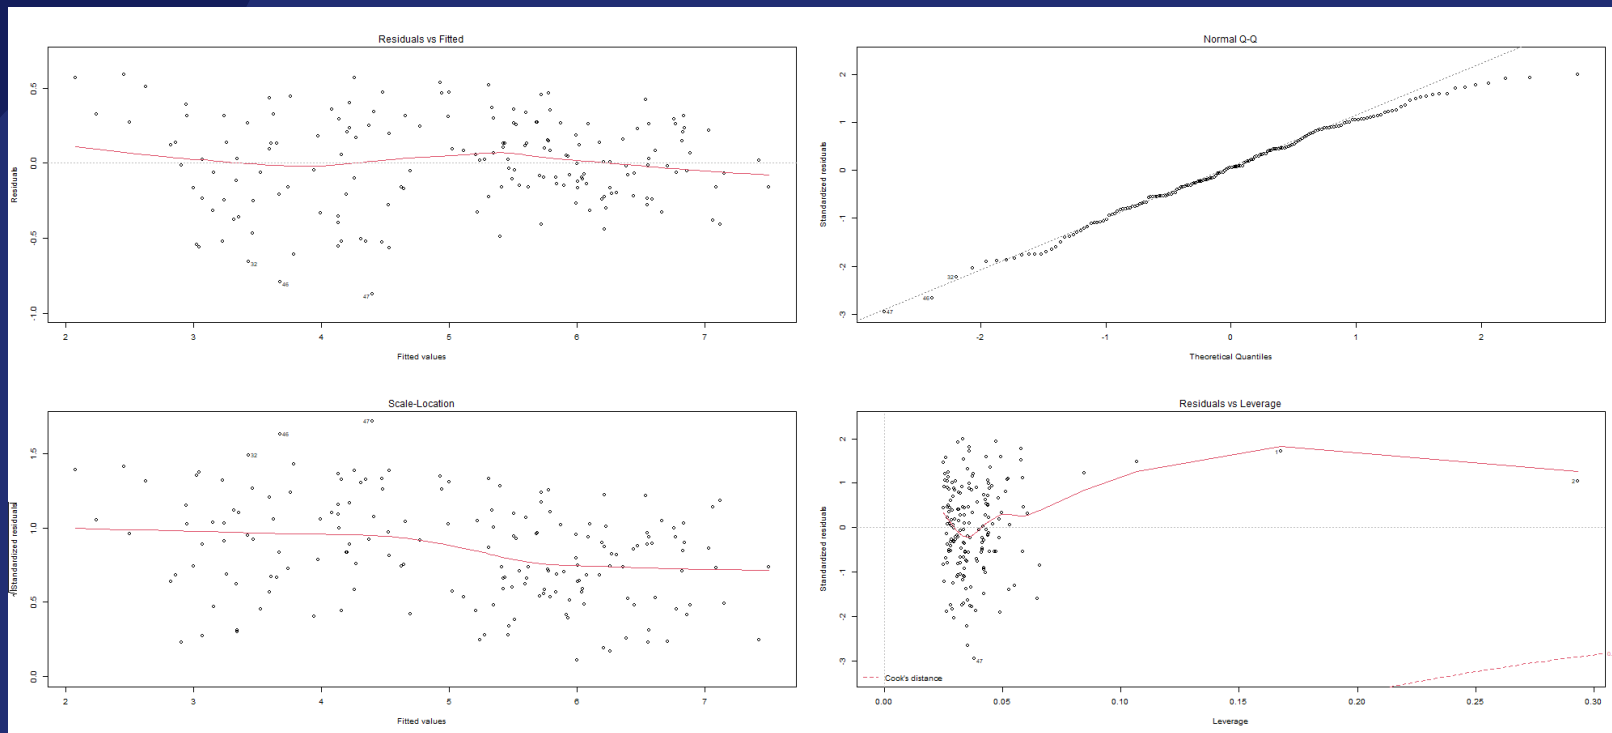 Residuals vs Fitted
Residuals
0.5
0.0
-0.5
-1.0
32
46
47
2 3 4 5 6 7
Fitted values
Normal Q-Q
Standardized residuals
2
1
0
-1
-2
-3
32
46
47
-2 -1 0 1 2
Theoretical Quantiles
Scale-Location
√|Standardized residuals|
1.5
1.0
0.5
0.0
47
46
32
2 3 4 5 6 7
Fitted values
Residuals vs Leverage
Standardized residuals
2
1
0
-1
-2
-3
1
2
47
Cook's distance
0.00 0.05 0.10 0.15 0.20 0.25 0.30
Leverage